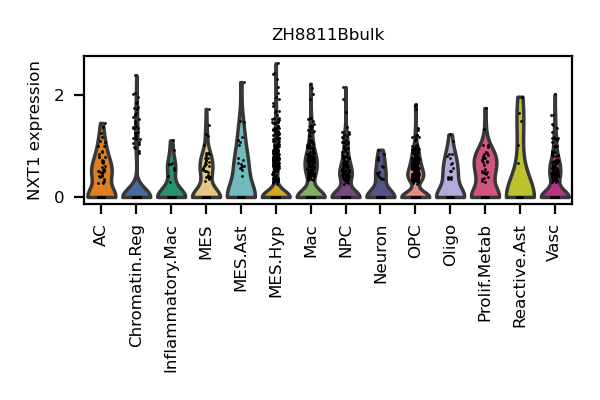 ZH8811Bbulk
NXT1 expression
2
0
AC
Chromatin.Reg
Inflammatory.Mac
MES
MES.Ast
MES.Hyp
Mac
NPC
Neuron
OPC
Oligo
Prolif.Metab
Reactive.Ast
Vasc